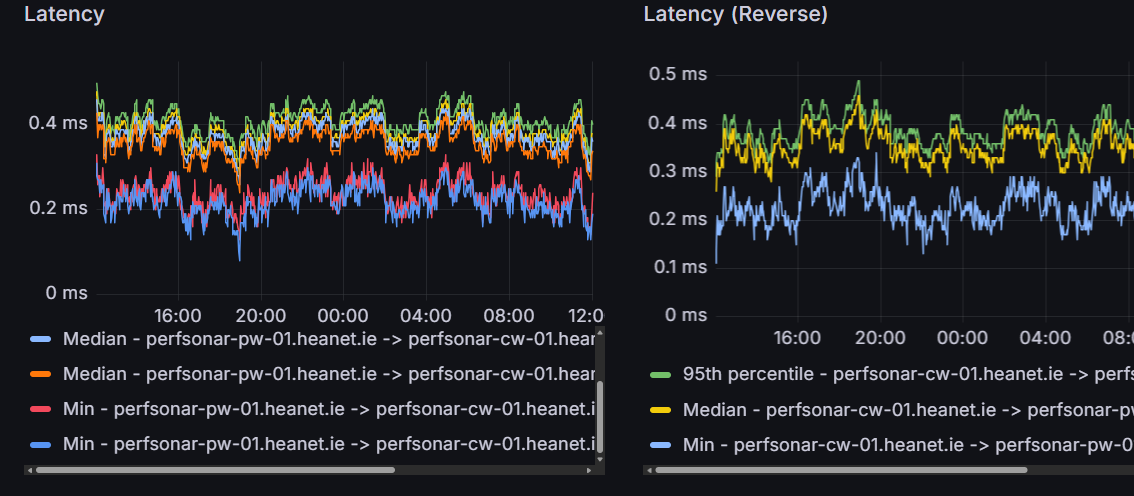 Latency
0.4 ms
0.2 ms
0 ms
16:00 20:00 00:00 04:00 08:00 12:0
Median - perfsonar-pw-01.heanet.ie -> perfsonar-cw-01.hear
Median - perfsonar-pw-01.heanet.ie -> perfsonar-cw-01.hear
Min - perfsonar-pw-01.heanet.ie -> perfsonar-cw-01.heanet.i
Min - perfsonar-pw-01.heanet.ie -> perfsonar-cw-01.heanet.i
Latency (Reverse)
0.5 ms
0.4 ms
0.3 ms
0.2 ms
0.1 ms
0 ms
16:00 20:00 00:00 04:00 08:0
95th percentile - perfsonar-cw-01.heanet.ie -> perfs
Median - perfsonar-cw-01.heanet.ie -> perfsonar-pw
Min - perfsonar-cw-01.heanet.ie -> perfsonar-pw-0